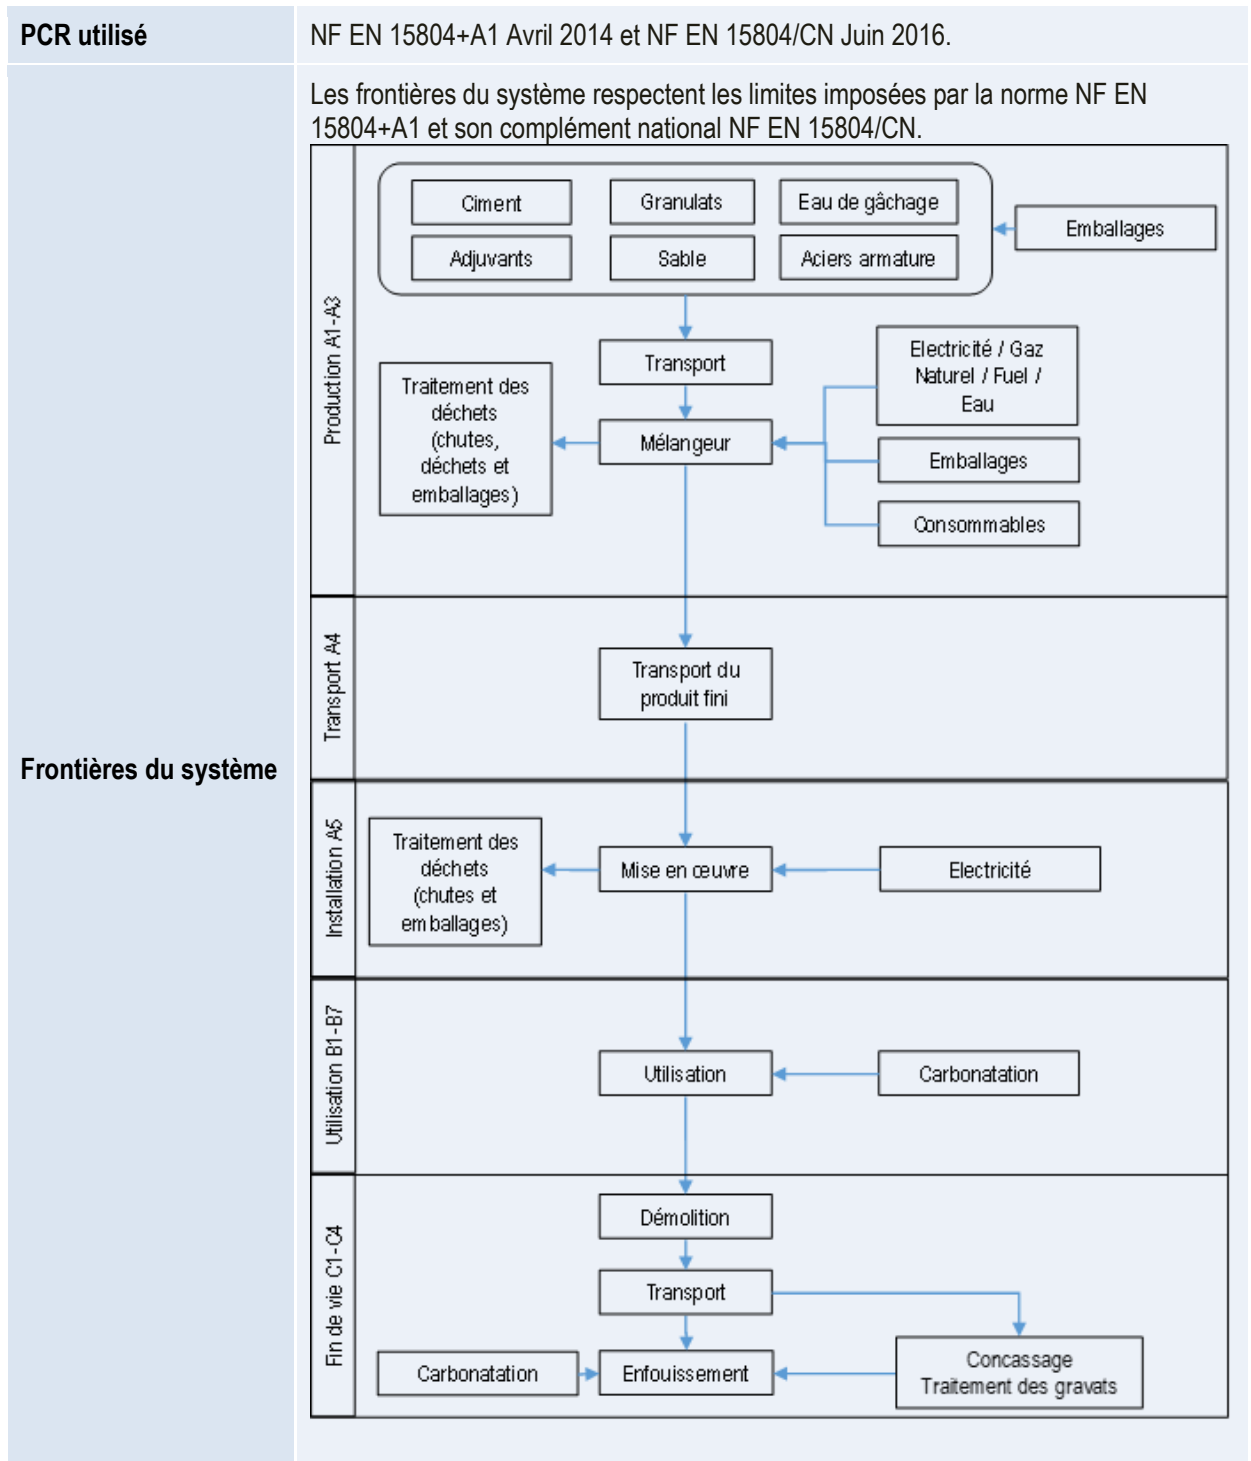 PCR utilisé
NF EN 15804+A1 Avril 2014 et NF EN 15804/CN Juin 2016.
Frontières du système
Les frontières du système respectent les limites imposées par la norme NF EN
15804+A1 et son complément national NF EN 15804/CN.
Production A1-A3
Ciment
Granulats
Eau de gâchage
Adjuvants
Sable
Aciers armature
Emballages
Transport
Electricité / Gaz
Naturel / Fuel /
Eau
Traitement des
déchets
(chutes,
déchets et
emballages)
Mélangeur
Emballages
Consommables
Transport A4
Transport du
produit fini
Installation A5
Traitement des
déchets
(chutes et
emballages)
Mise en œuvre
Electricité
Utilisation B1-B7
Utilisation
Carbonatation
Fin de vie C1-C4
Démolition
Transport
Carbonatation
Enfouissement
Concassage
Traitement des gravats